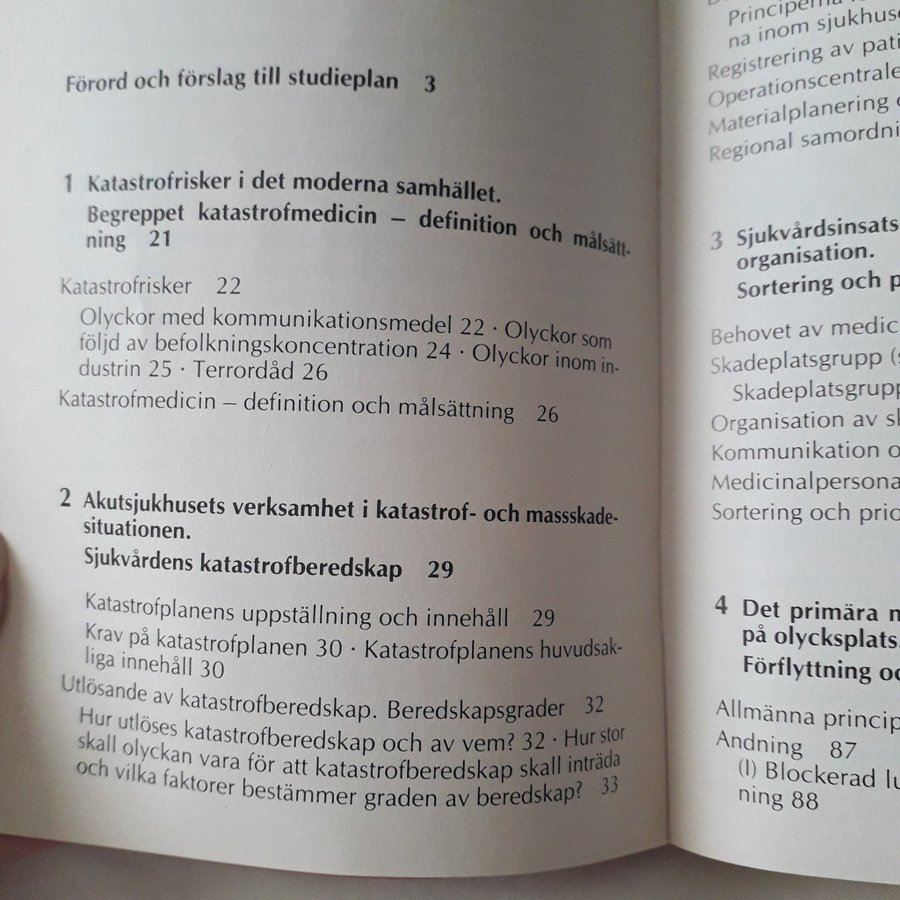 Förord och förslag till studieplan 3
1 Katastrofrisker i det moderna samhället.
Begreppet katastrofmedicin – definition och målsätt-
ning 21
Katastrofrisker 22
Olyckor med kommunikationsmedel 22 · Olyckor som
följd av befolkningskoncentration 24 · Olyckor inom in-
dustrin 25 · Terrordåd 26
Katastrofmedicin – definition och målsättning 26
2 Akutsjukhusets verksamhet i katastrof- och massskade-
situationen.
Sjukvårdens katastrofberedskap 29
Katastrofplanens uppställning och innehåll 29
Krav på katastrofplanen 30 · Katastrofplanens huvudsak-
liga innehåll 30
Utlösande av katastrofberedskap. Beredskapsgrader 32
Hur utlöses katastrofberedskap och av vem? 32 · Hur stor
skall olyckan vara för att katastrofberedskap skall inträda
och vilka faktorer bestämmer graden av beredskap? 33
Principerna
na inom sjukhuse
Registrering av pati
Operationscentrale
Materialplanering
Regional samordni
3 Sjukvårdsinsats
organisation.
Sortering och p
Behovet av medic
Skadeplatsgrupp (s
Skadeplatsgrupp
Organisation av sk
Kommunikation o
Medicinalpersona
Sortering och prio
4 Det primära
på olycksplats.
Förflyttning oc
Allmänna princip
Andning 87
(I) Blockerad lu
ning 88